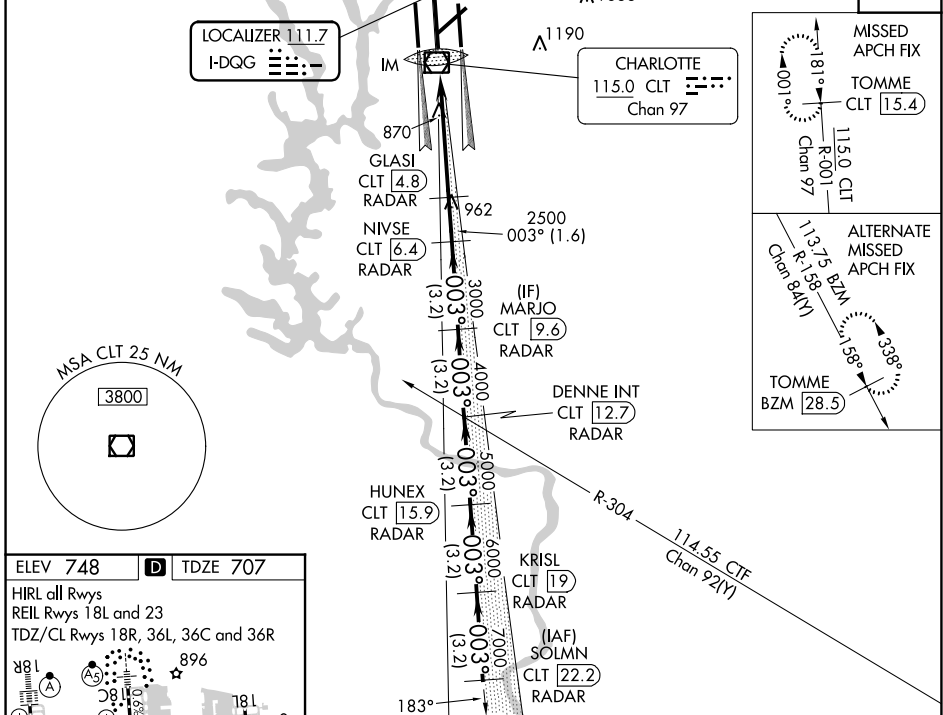 LOCALIZER 111.7
I-DQG
IM
1190
CHARLOTTE
115.0 CLT
Chan 97
870
GLASI
CLT 4.8
RADAR
962
NIVSE
CLT 6.4
RADAR
2500
003° (1.6)
003°
(3.2)
3000
(IF)
MARJO
CLT 9.6
RADAR
003°
(3.2)
4000
DENNE INT
CLT 12.7
RADAR
003°
(3.2)
5000
HUNEX
CLT 15.9
RADAR
003°
(3.2)
6000
KRISL
CLT 19
RADAR
003°
(3.2)
7000
(IAF)
SOLMN
CLT 22.2
RADAR
183°
R-304
114.55 CTF
Chan 92(Y)
MISSED
APCH FIX
TOMME
CLT 15.4
181°
001°
115.0 CLT
R-001
Chan 97
ALTERNATE
MISSED
APCH FIX
113.75 BZM
R-158
Chan 84(Y)
158°
338°
TOMME
BZM 28.5
MSA CLT 25 NM
3800
ELEV 748
D
TDZE 707
HIRL all Rwys
REIL Rwys 18L and 23
TDZ/CL Rwys 18R, 36L, 36C and 36R
896
18R
A
A5
18C
18L